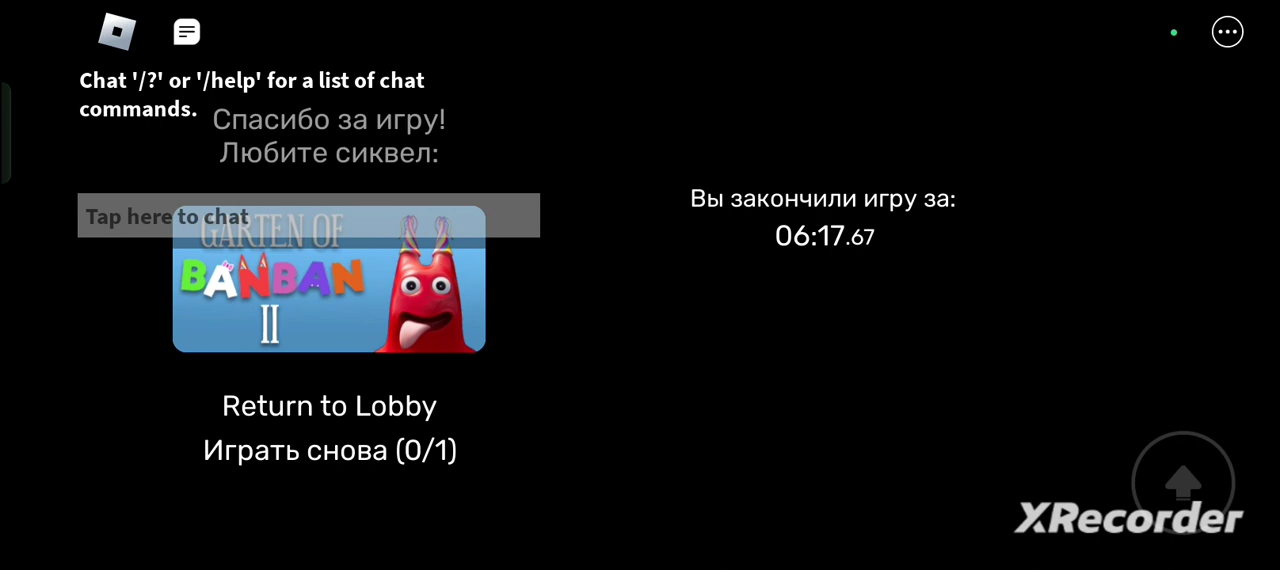 Chat '/?' or '/help' for a list of chat
commands.
Спасибо за игру!
Любите сиквел:
Tap here to chat
GARTEN OF
BANBAN
II
Вы закончили игру за:
06:17.67
Return to Lobby
Играть снова (0/1)
XRecorder